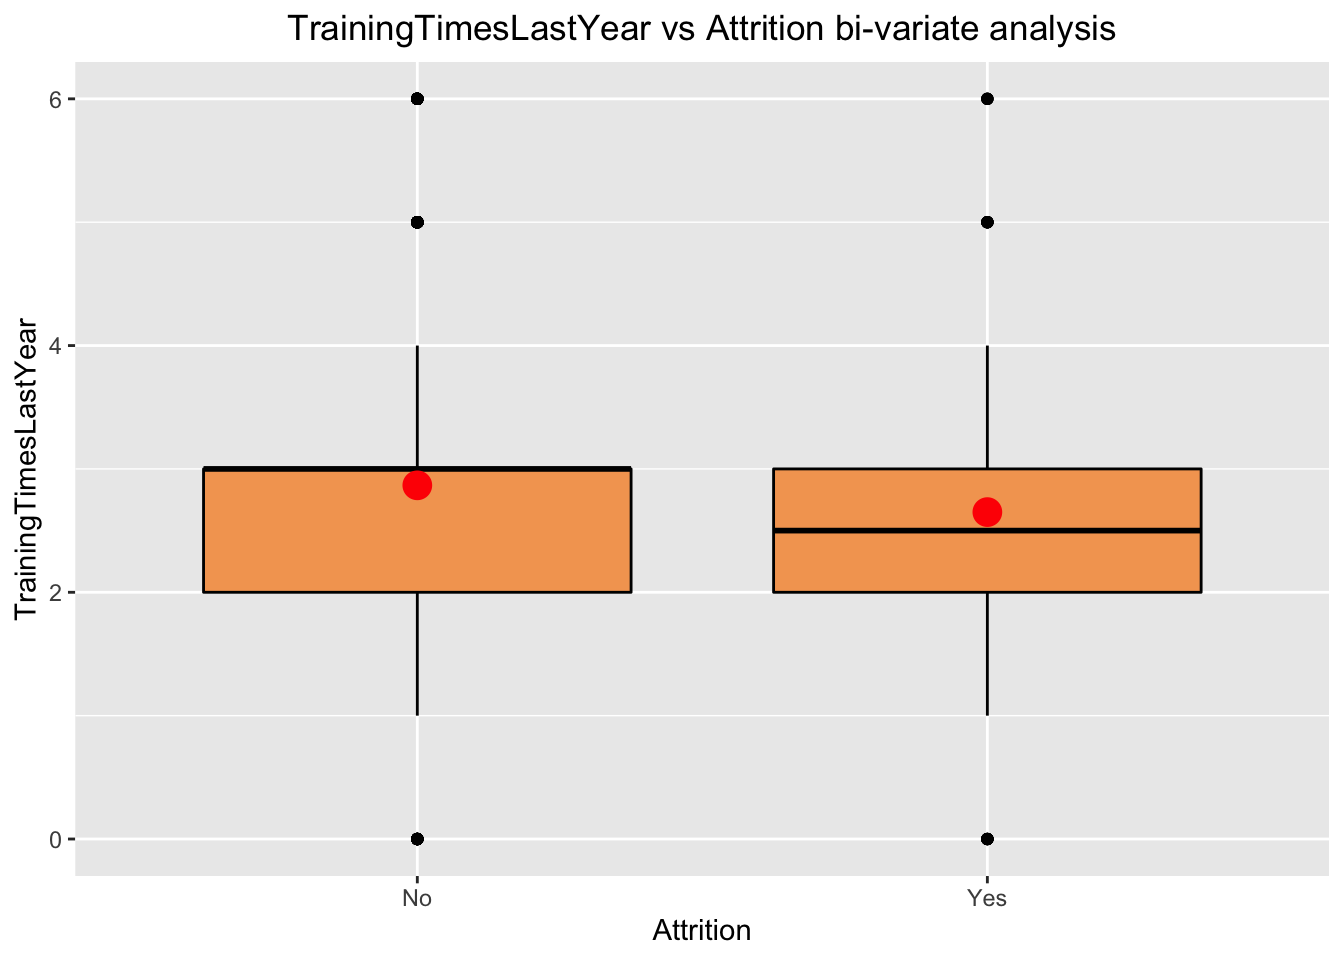 TrainingTimesLastYear vs Attrition bi-variate analysis
TrainingTimesLastYear
6
4
2
0
No
Yes
Attrition